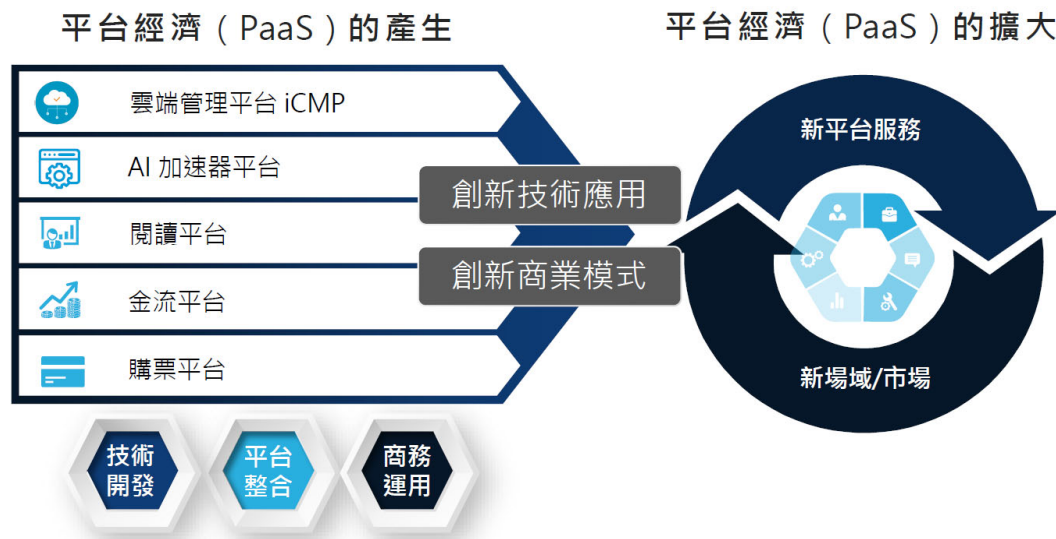 平台經濟（PaaS）的產生
雲端管理平台 iCMP
AI 加速器平台
閱讀平台
金流平台
購票平台
創新技術應用
創新商業模式
技術
開發
平台
整合
商務
運用
平台經濟（PaaS）的擴大
新平台服務
新場域/市場